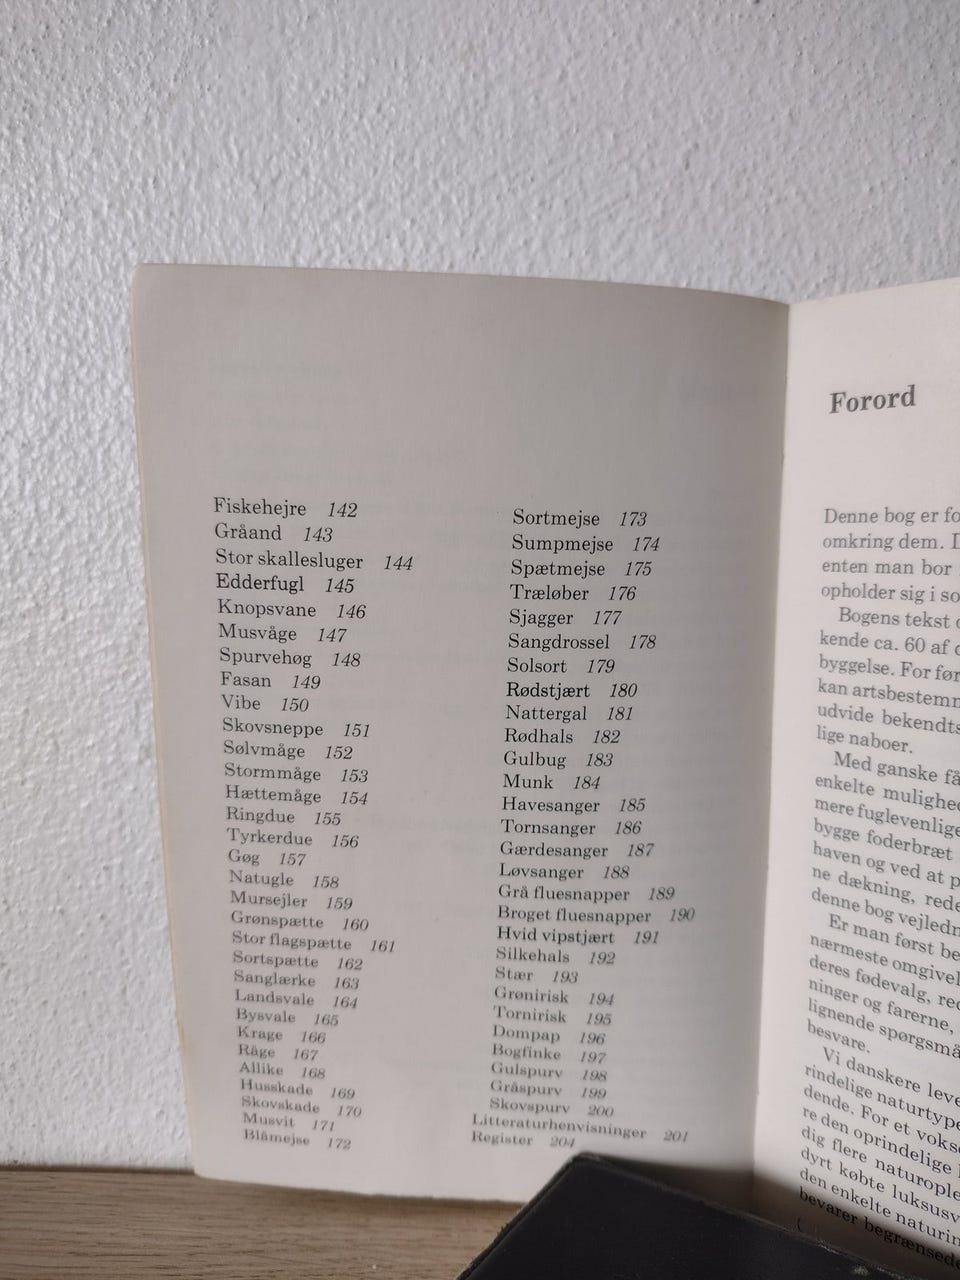 Fiskehejre 142
Gråand 143
Stor skallesluger 144
Edderfugl 145
Knopsvane 146
Musvåge 147
Spurvehøg 148
Fasan 149
Vibe 150
Skovsneppe 151
Sølvmåge 152
Stormmåge 153
Hættemåge 154
Ringdue 155
Tyrkerdue 156
Gøg 157
Natugle 158
Mursejler 159
Grønspætte 160
Stor flagspætte 161
Sortspætte 162
Sanglærke 163
Landsvale 164
Bysvale 165
Krage 166
Råge 167
Allike 168
Husskade 169
Skovskade 170
Musvit 171
Blåmejse 172
Sortmejse 173
Sumpmejse 174
Spætmejse 175
Træløber 176
Sjagger 177
Sangdrossel 178
Solsort 179
Rødstjært 180
Nattergal 181
Rødhals 182
Gulbug 183
Munk 184
Havesanger 185
Tornsanger 186
Gærdesanger 187
Løvsanger 188
Grå fluesnapper 189
Broget fluesnapper 190
Hvid vipstjært 191
Silkehals 192
Stær 193
Grønirisk 194
Tornirisk 195
Dompap 196
Bogfinke 197
Gulspurv 198
Gråspurv 199
Skovspurv 200
Litteraturhenvisninger 201
Register 204
Forord
Denne bog er fo
omkring dem. D
enten man bor
opholder sig i so
Bogens tekst o
kende ca. 60 af d
byggelse. For før
kan artsbestemn
udvide bekendts
lige naboer.
Med ganske få
enkelte mulighed
mere fuglevenlige
bygge foderbræt
haven og ved at p
ne dækning, rede
denne bog vejledn
Er man først be
nærmeste omgivel
deres fødevalg, red
ninger og farerne,
lignende spørgsmå
besvare.
Vi danskere leve
rindelige naturtype
dende. For et vokse
re den oprindelige
dig flere naturople
dyrt købte luksusv
den enkelte naturin
bevarer begrænsede